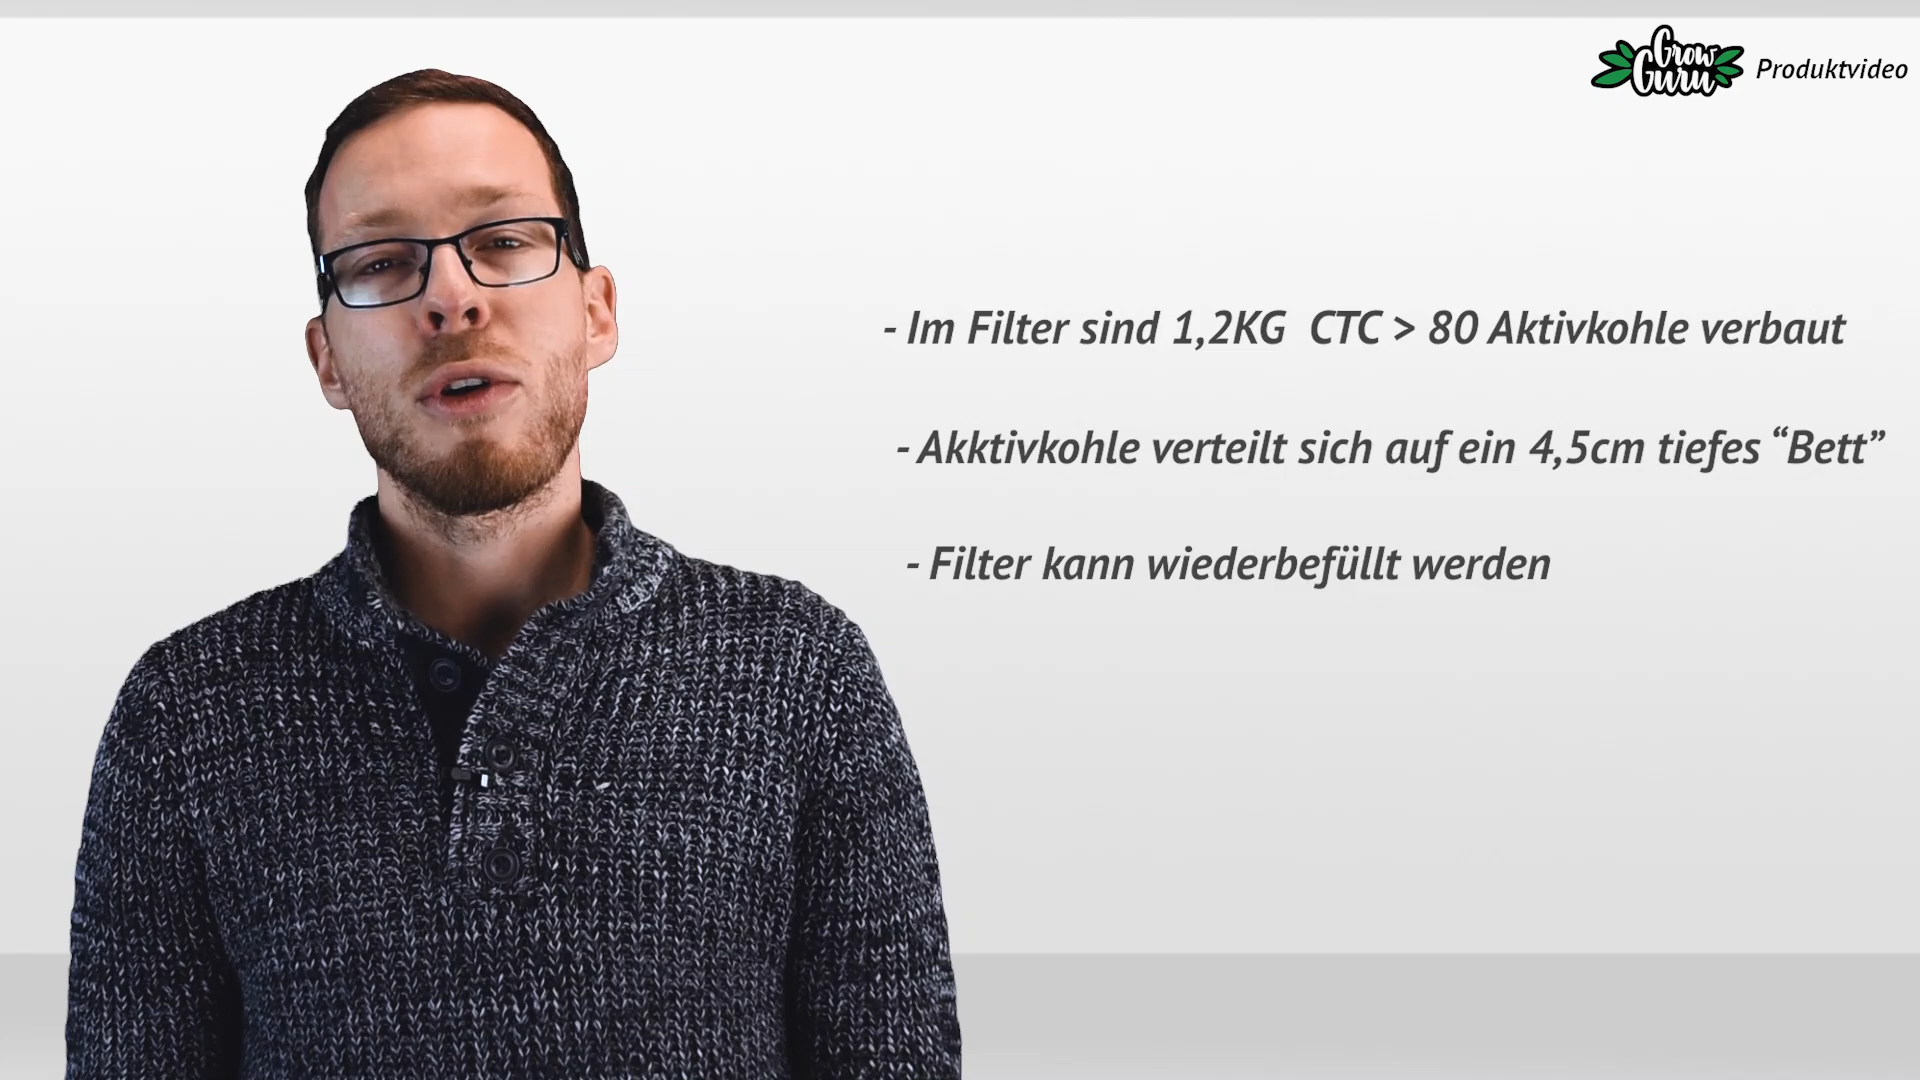 Grow
Guru
Produktvideo
- Im Filter sind 1,2KG CTC > 80 Aktivkohle verbaut
- Akktivkohle verteilt sich auf ein 4,5cm tiefes “Bett”
- Filter kann wiederbefüllt werden